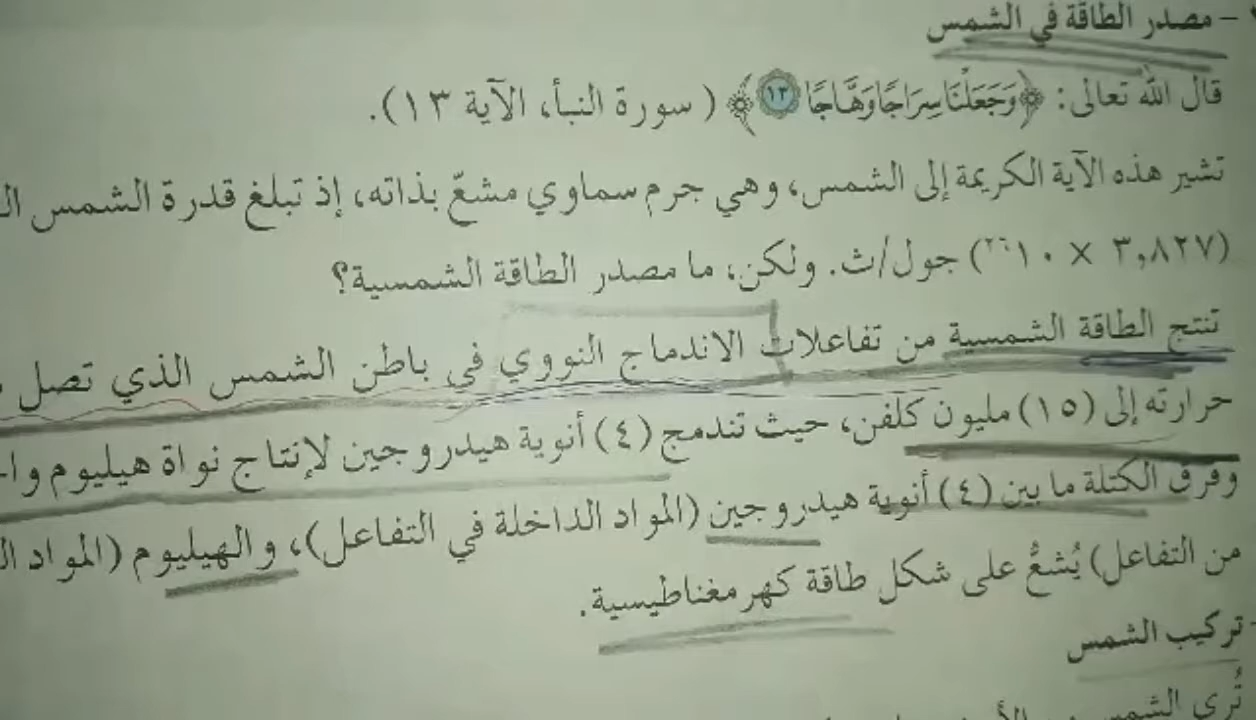 - مصدر الطاقة في الشمس
قال الله تعالى: ﴿وَجَعَلْنَا سِرَاجًا وَهَّاجًا ١٣﴾ (سورة النبأ، الآية ١٣).
تشير هذه الآية الكريمة إلى الشمس، وهي جرم سماوي مشعّ بذاته، إذ تبلغ قدرة الشمس
(٣,٨٢٧ × ١٠²⁶) جول/ث. ولكن، ما مصدر الطاقة الشمسية؟
تنتج الطاقة الشمسية من تفاعلات الاندماج النووي في باطن الشمس الذي تصل
حرارته إلى (١٥) مليون كلفن، حيث تندمج (٤) أنوية هيدروجين لإنتاج نواة هيليوم
وفرق الكتلة ما بين (٤) أنوية هيدروجين (المواد الداخلة في التفاعل)، والهيليوم (المواد
من التفاعل) يُشعُّ على شكل طاقة كهرمغناطيسية.
- تركيب الشمس
تُرى الشمس